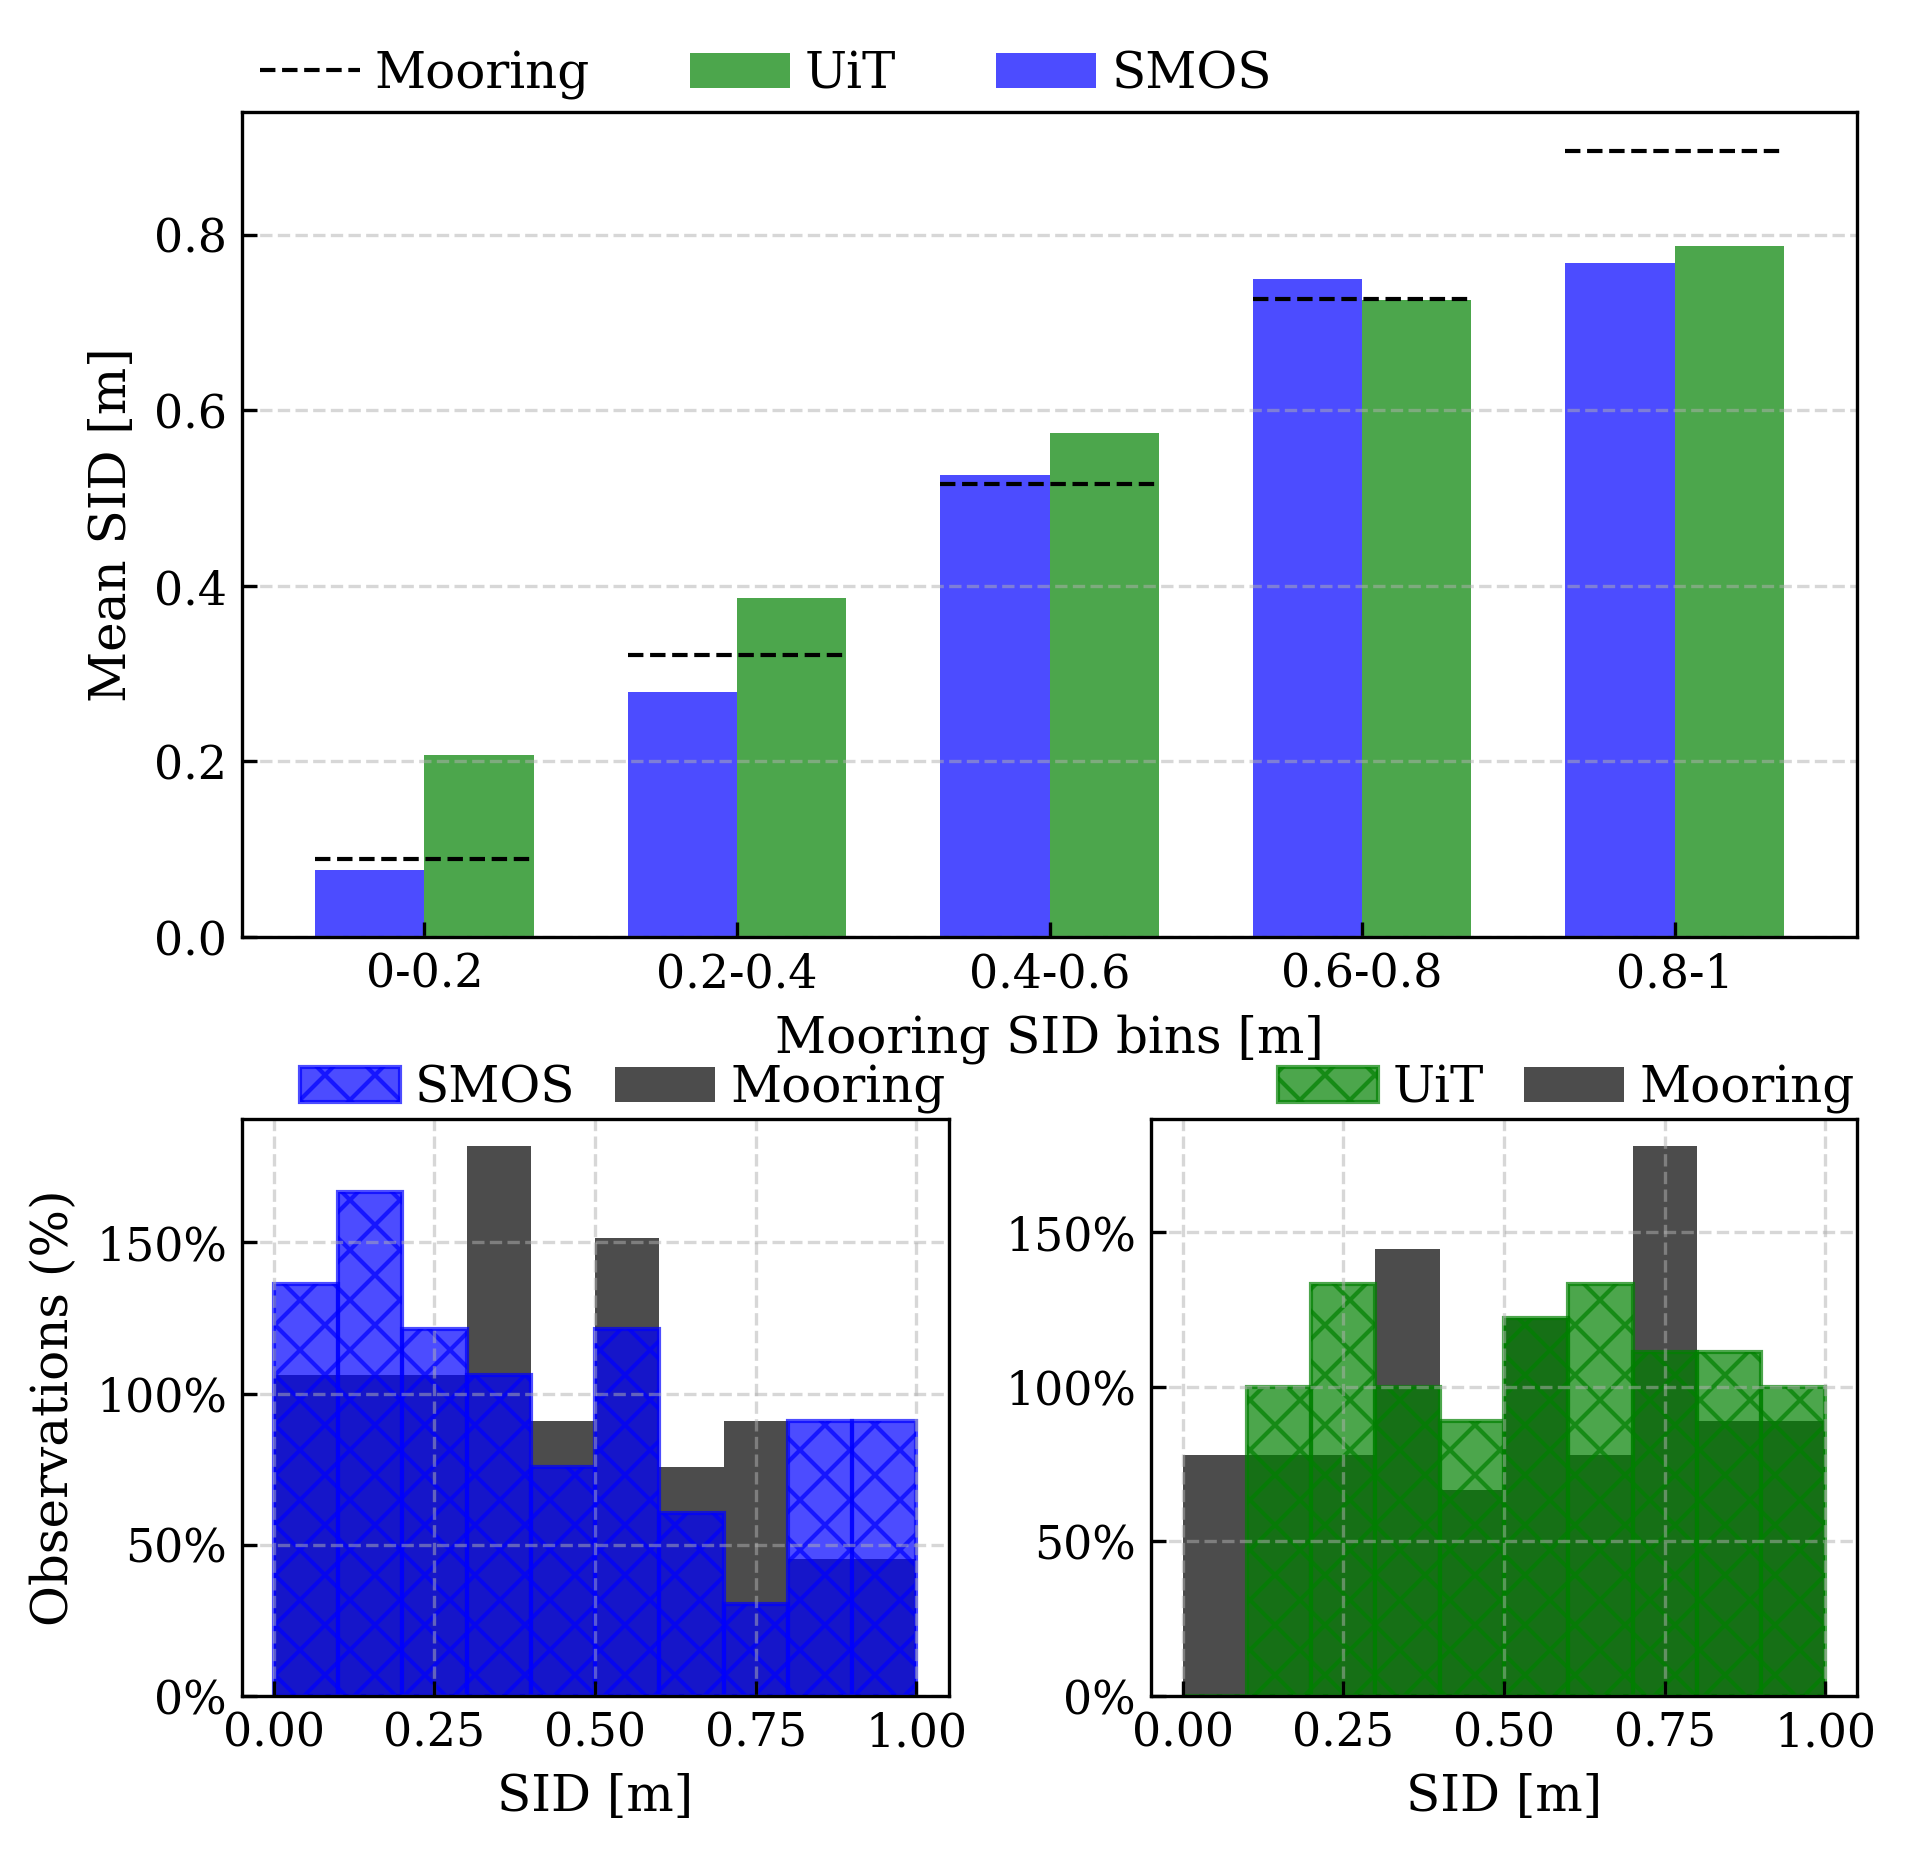 Mooring UiT SMOS
0.8
0.6
0.4
0.2
0.0
Mean SID [m]
0-0.2 0.2-0.4 0.4-0.6 0.6-0.8 0.8-1
Mooring SID bins [m]
SMOS Mooring
150%
100%
50%
0%
Observations (%)
0.00 0.25 0.50 0.75 1.00
SID [m]
UiT Mooring
150%
100%
50%
0%
0.00 0.25 0.50 0.75 1.00
SID [m]